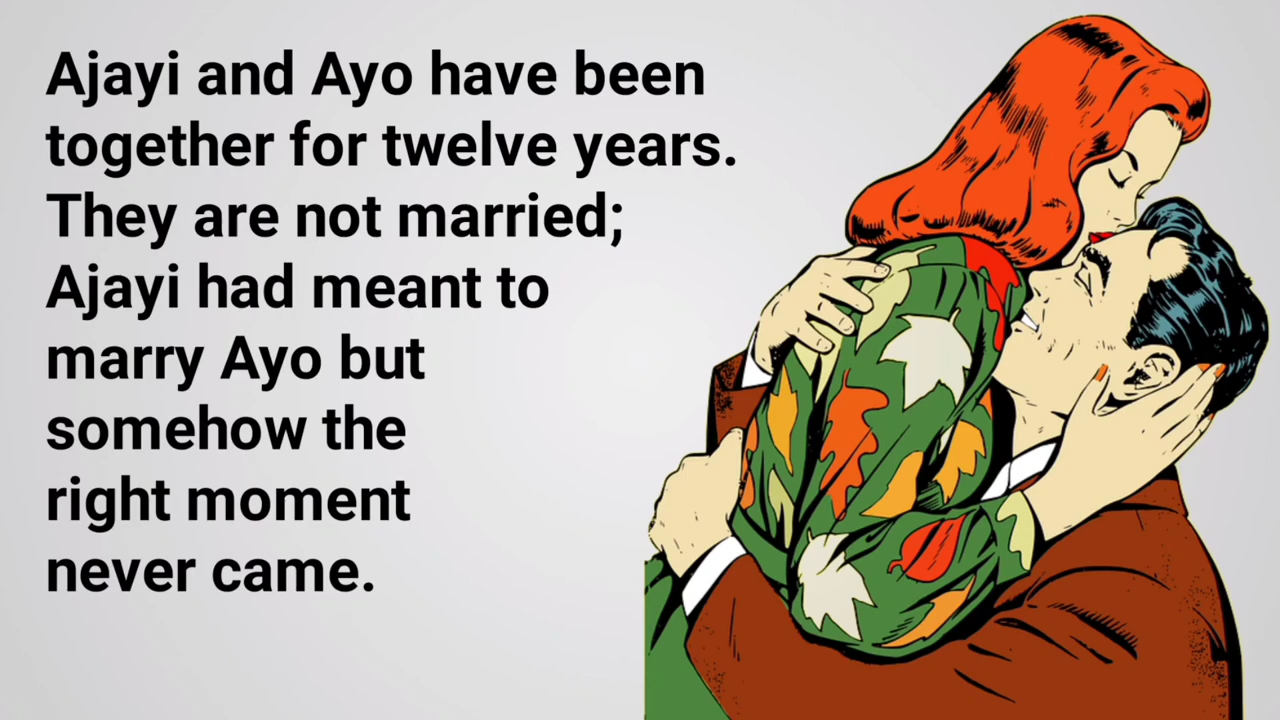 Ajayi and Ayo have been
together for twelve years.
They are not married;
Ajayi had meant to
marry Ayo but
somehow the
right moment
never came.